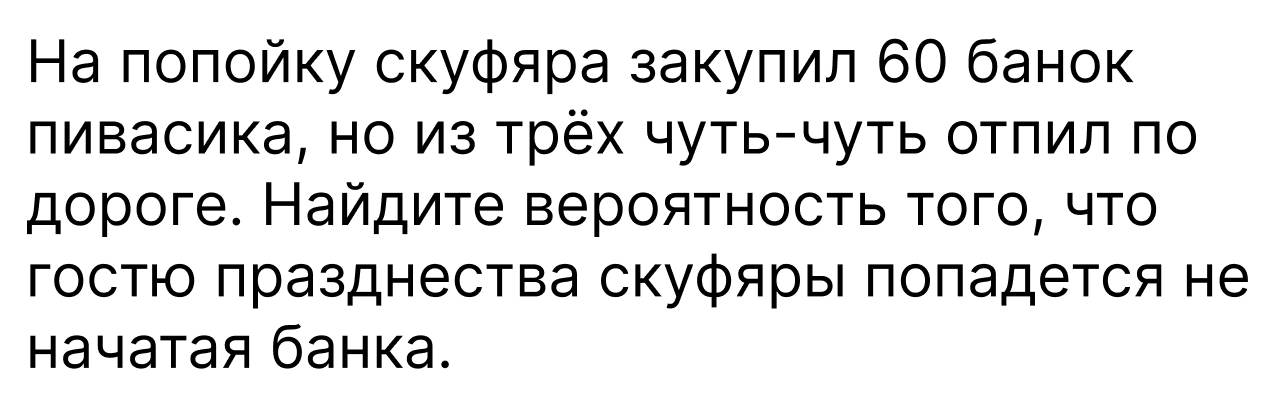 На попойку скуфяра закупил 60 банок
пивасика, но из трёх чуть-чуть отпил по
дороге. Найдите вероятность того, что
гостю празднества скуфяры попадется не
начатая банка.